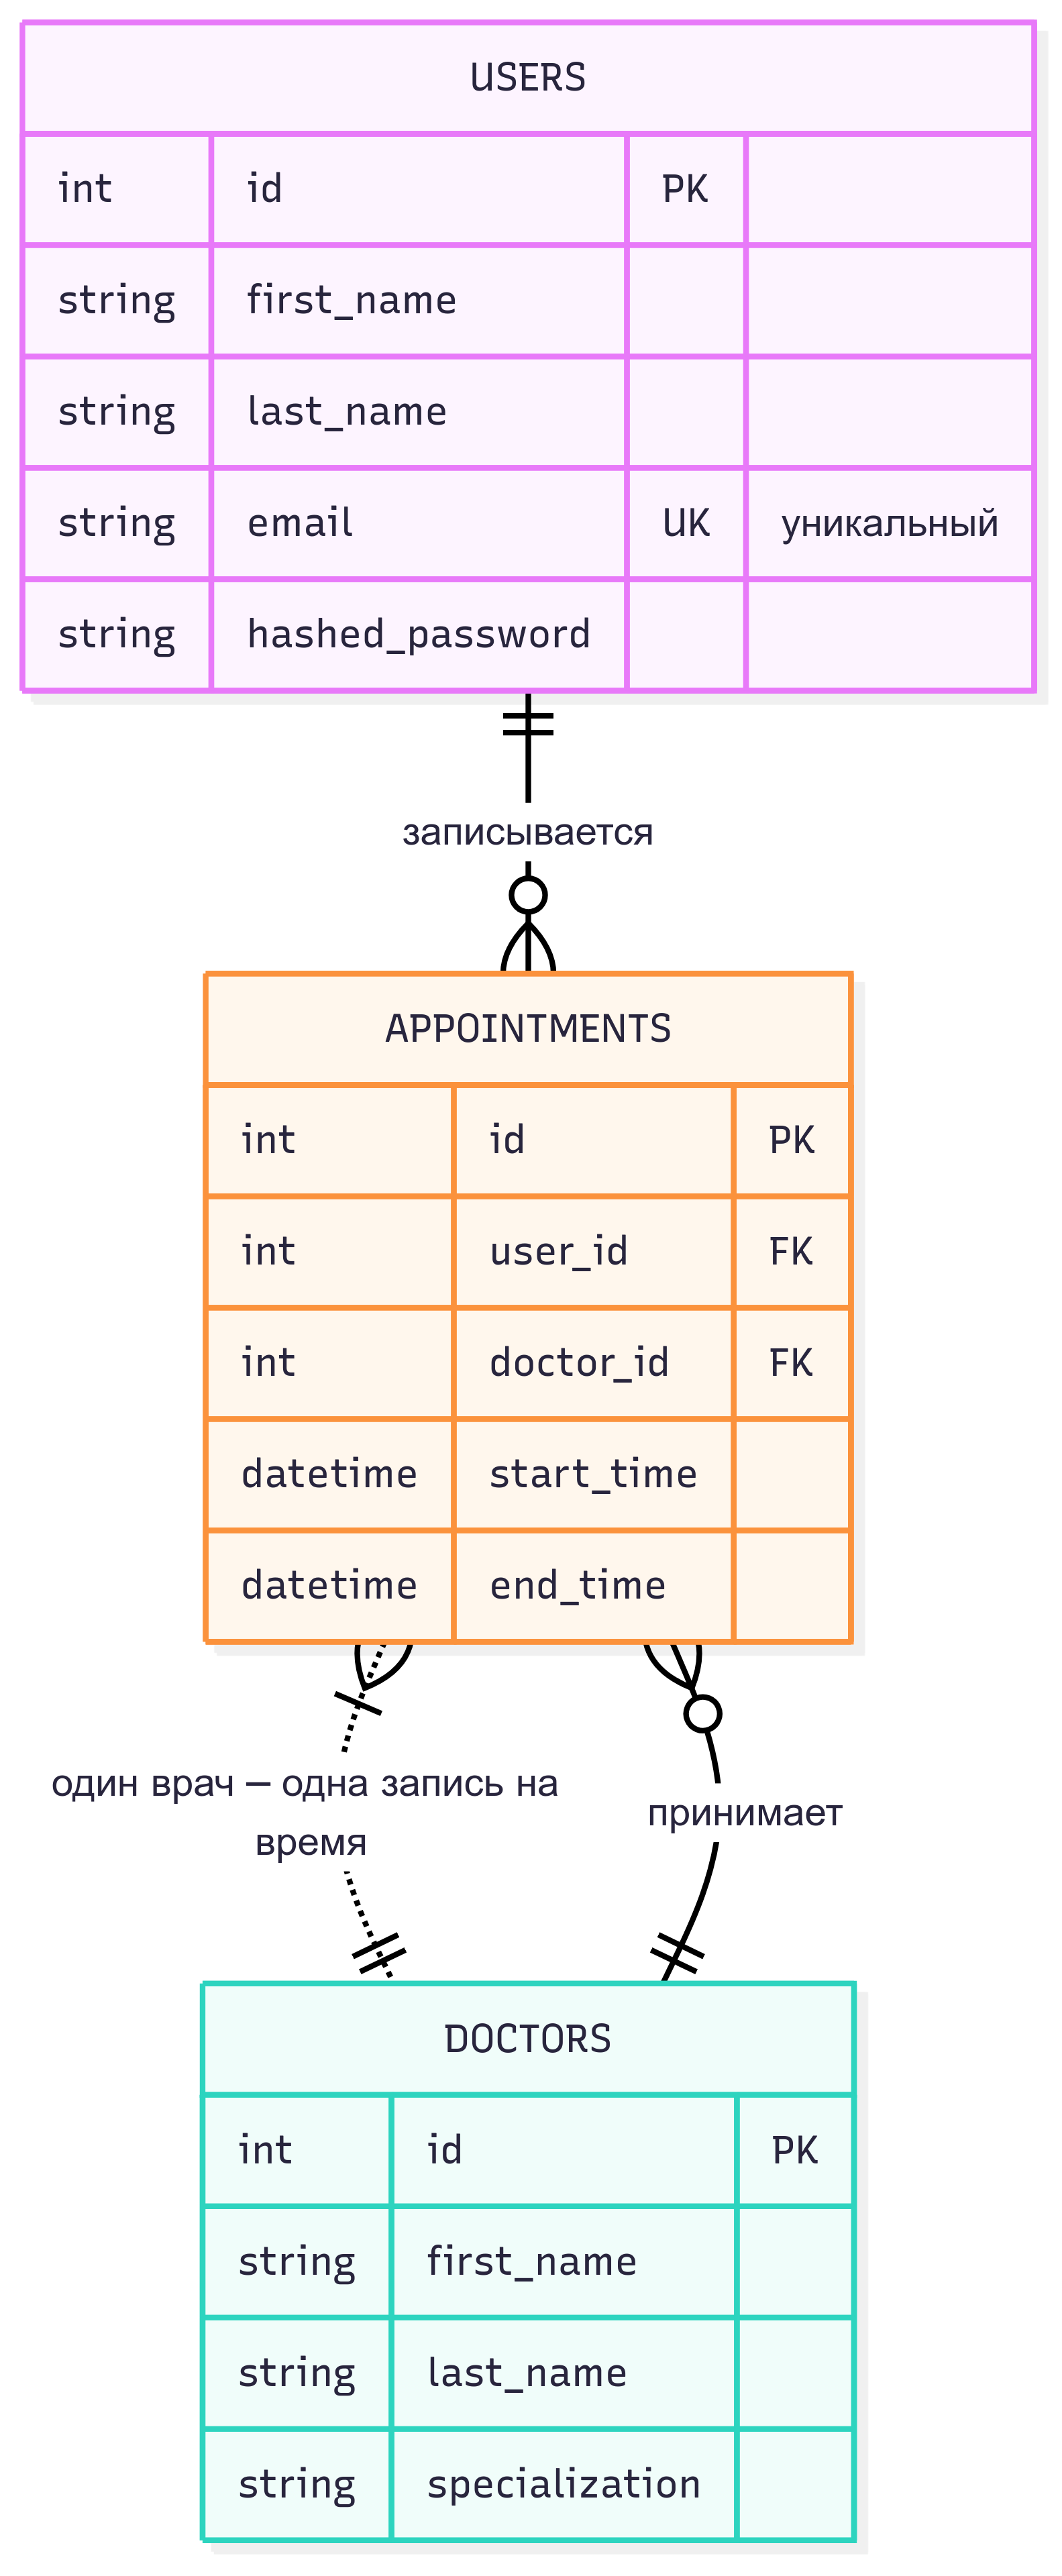 USERS
int id PK
string first_name
string last_name
string email UK уникальный
string hashed_password
записывается
APPOINTMENTS
int id PK
int user_id FK
int doctor_id FK
datetime start_time
datetime end_time
один врач — одна запись на
время
принимает
DOCTORS
int id PK
string first_name
string last_name
string specialization